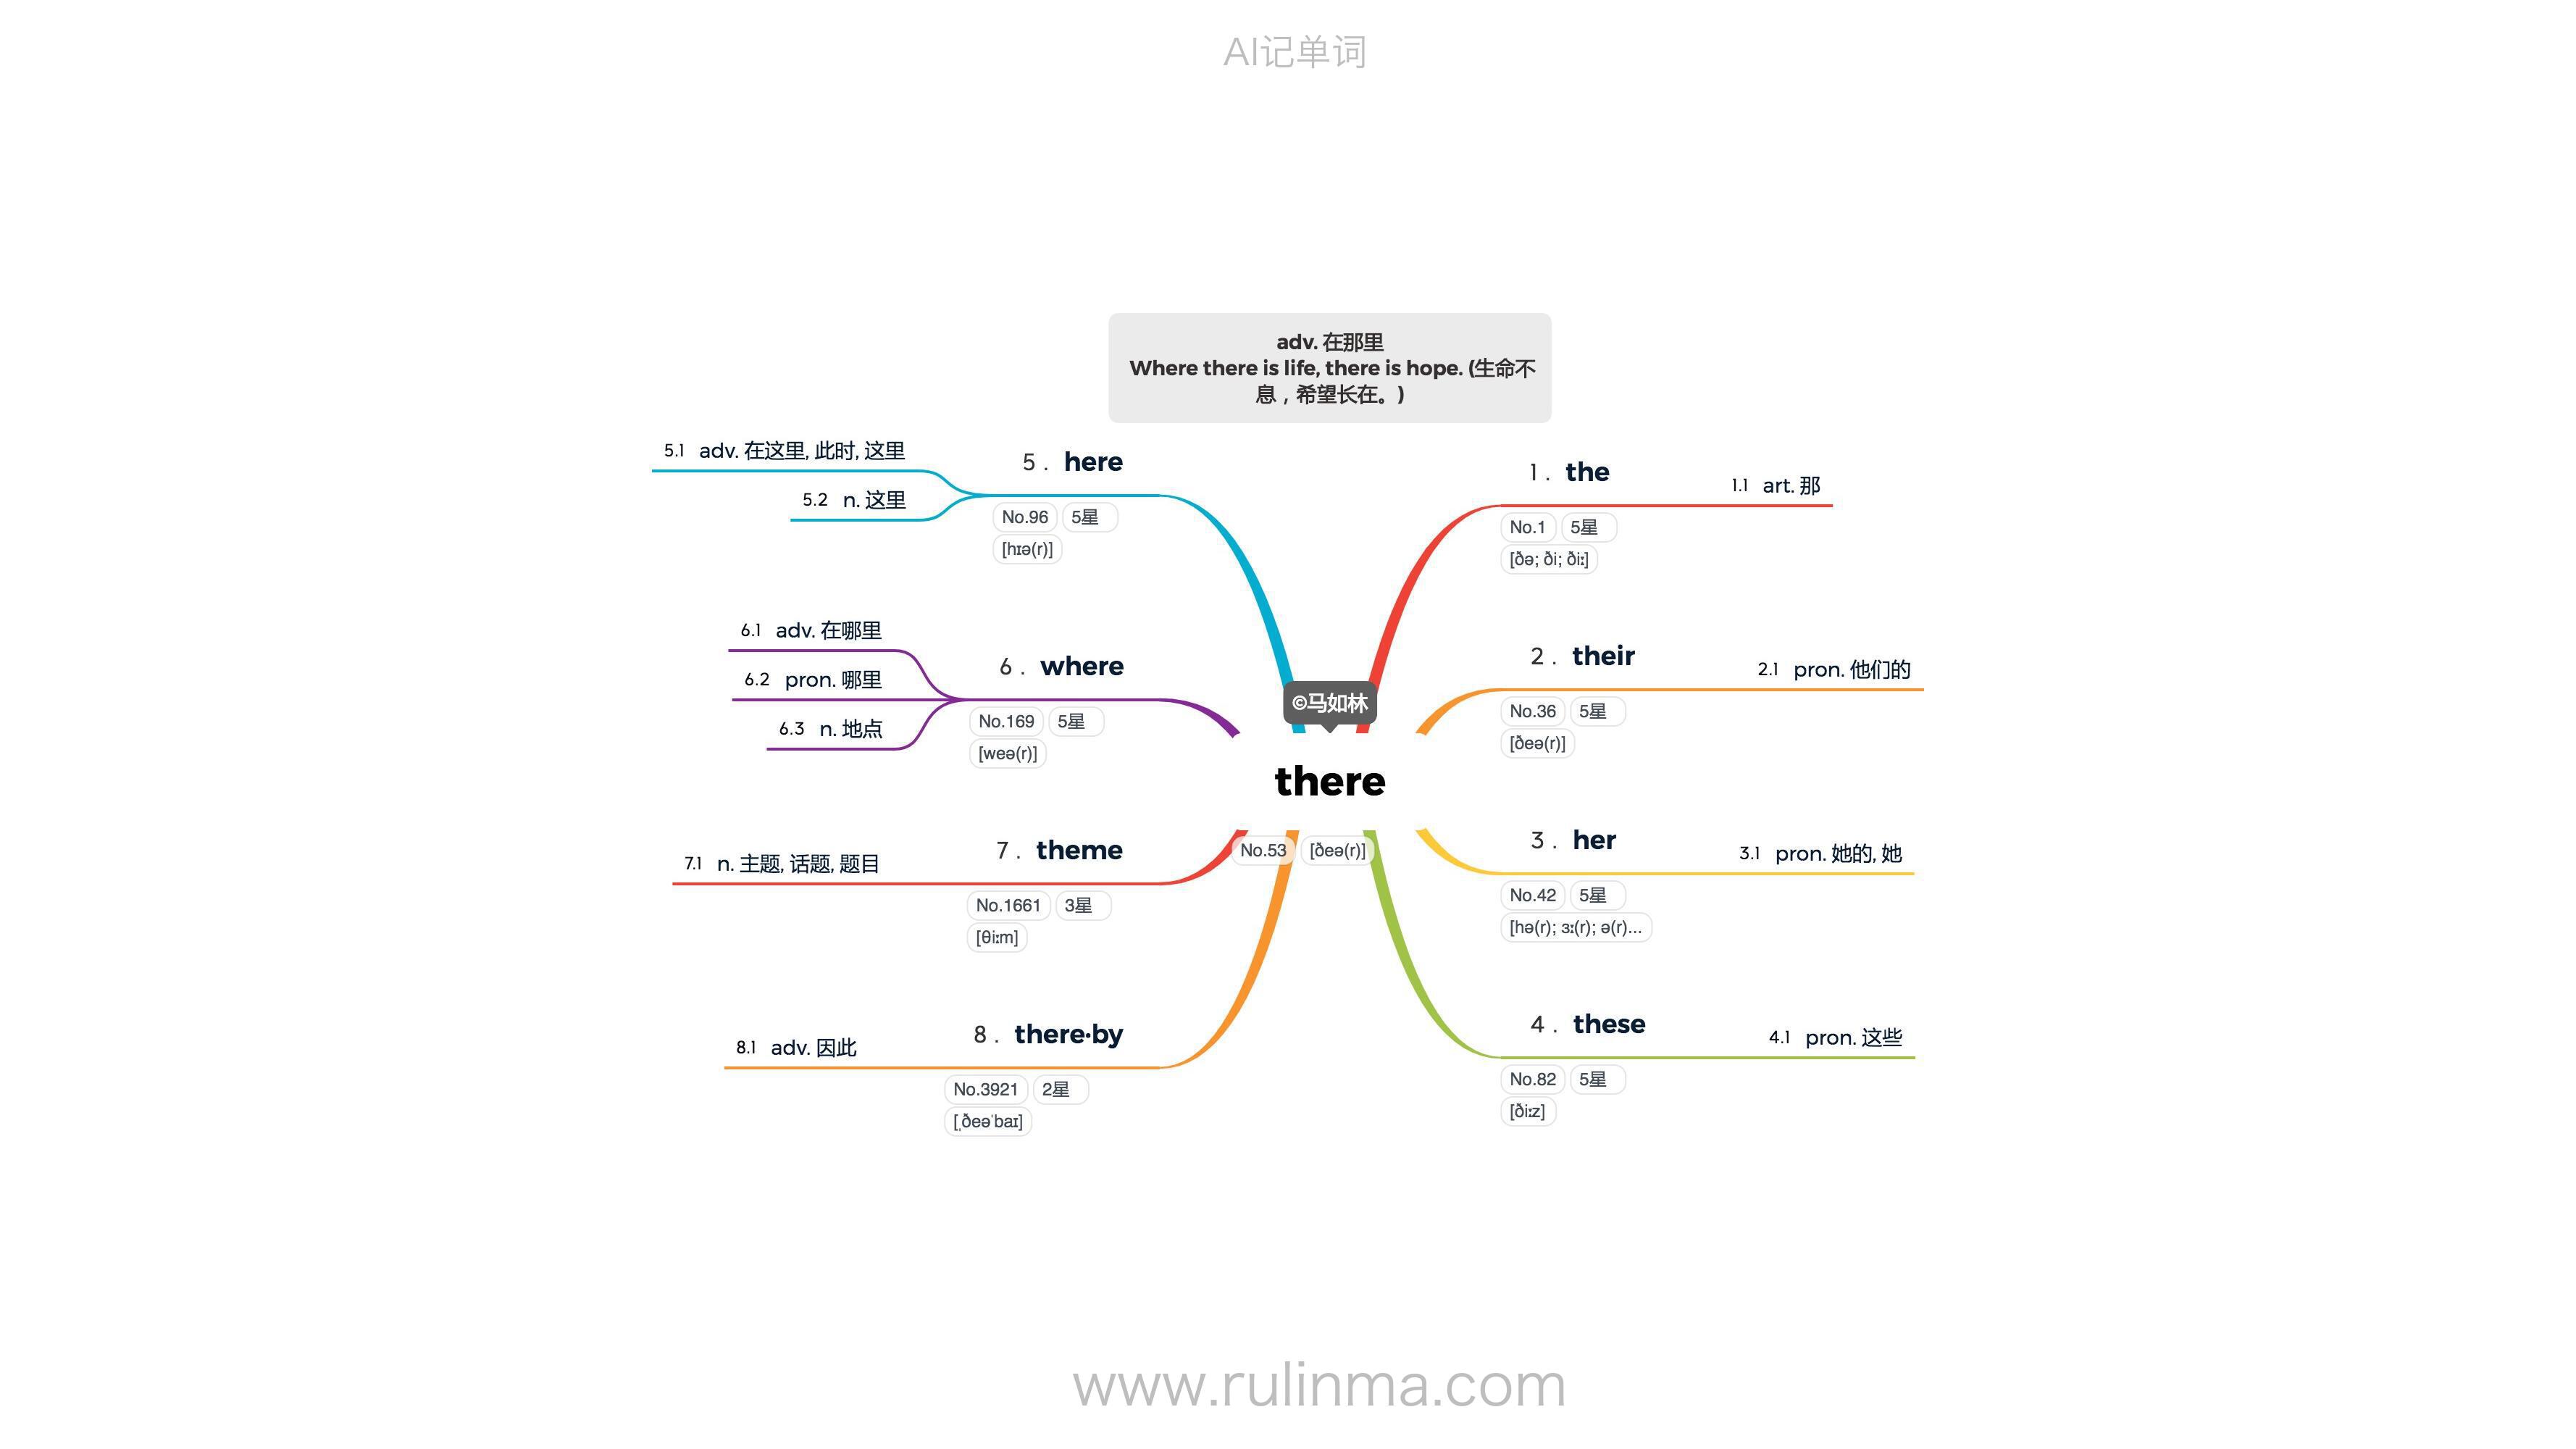 AI记单词
adv. 在那里
Where there is life, there is hope. (生命不
息，希望长在。)
©马如林
there
No.53 [ðeə(r)]
1. the
No.1 5星
[ðə; ði; ðiː]
1.1 art. 那
2. their
No.36 5星
[ðeə(r)]
2.1 pron. 他们的
3. her
No.42 5星
[hə(r); ɜː(r); ə(r)...
3.1 pron. 她的, 她
4. these
No.82 5星
[ðiːz]
4.1 pron. 这些
5. here
No.96 5星
[hɪə(r)]
5.1 adv. 在这里, 此时, 这里
5.2 n. 这里
6. where
No.169 5星
[weə(r)]
6.1 adv. 在哪里
6.2 pron. 哪里
6.3 n. 地点
7. theme
No.1661 3星
[θiːm]
7.1 n. 主题, 话题, 题目
8. there·by
No.3921 2星
[ˌðeəˈbaɪ]
8.1 adv. 因此
www.rulinma.com